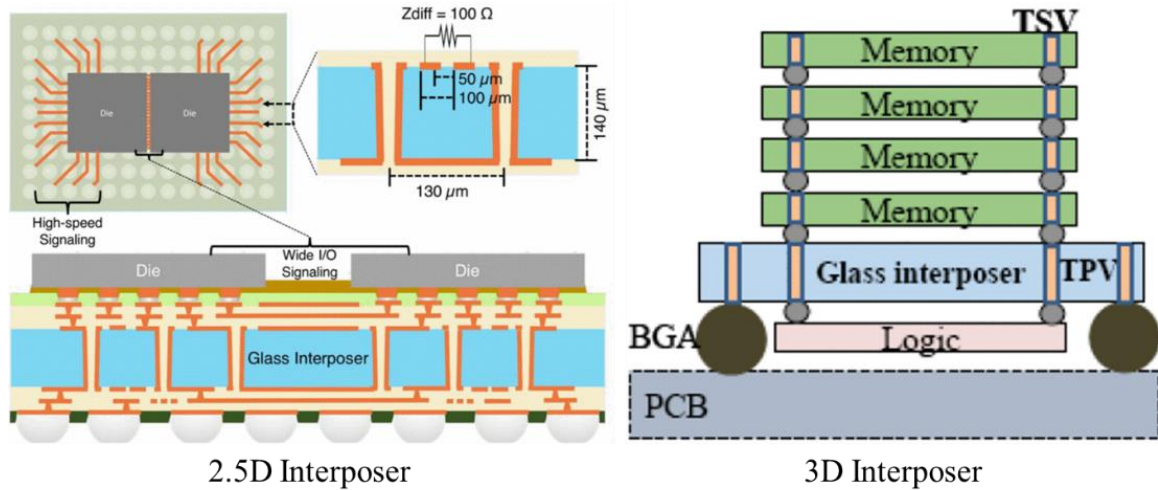 Zdiff = 100 Ω
50 µm
100 µm
140 µm
130 µm
Die
Die
High-speed
Signaling
Wide I/O
Signaling
Die
Die
Glass Interposer
2.5D Interposer
TSV
Memory
Memory
Memory
Memory
Glass interposer
TPV
BGA
Logic
PCB
3D Interposer